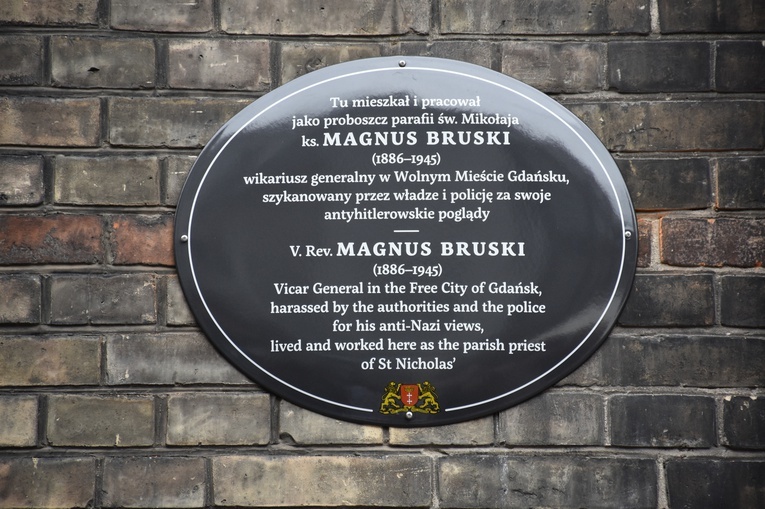 Tu mieszkał i pracował
jako proboszcz parafii św. Mikołaja
ks. MAGNUS BRUSKI
(1886–1945)
wikariusz generalny w Wolnym Mieście Gdańsku,
szykanowany przez władze i policję za swoje
antyhitlerowskie poglądy
V. Rev. MAGNUS BRUSKI
(1886–1945)
Vicar General in the Free City of Gdańsk,
harassed by the authorities and the police
for his anti-Nazi views,
lived and worked here as the parish priest
of St Nicholas’